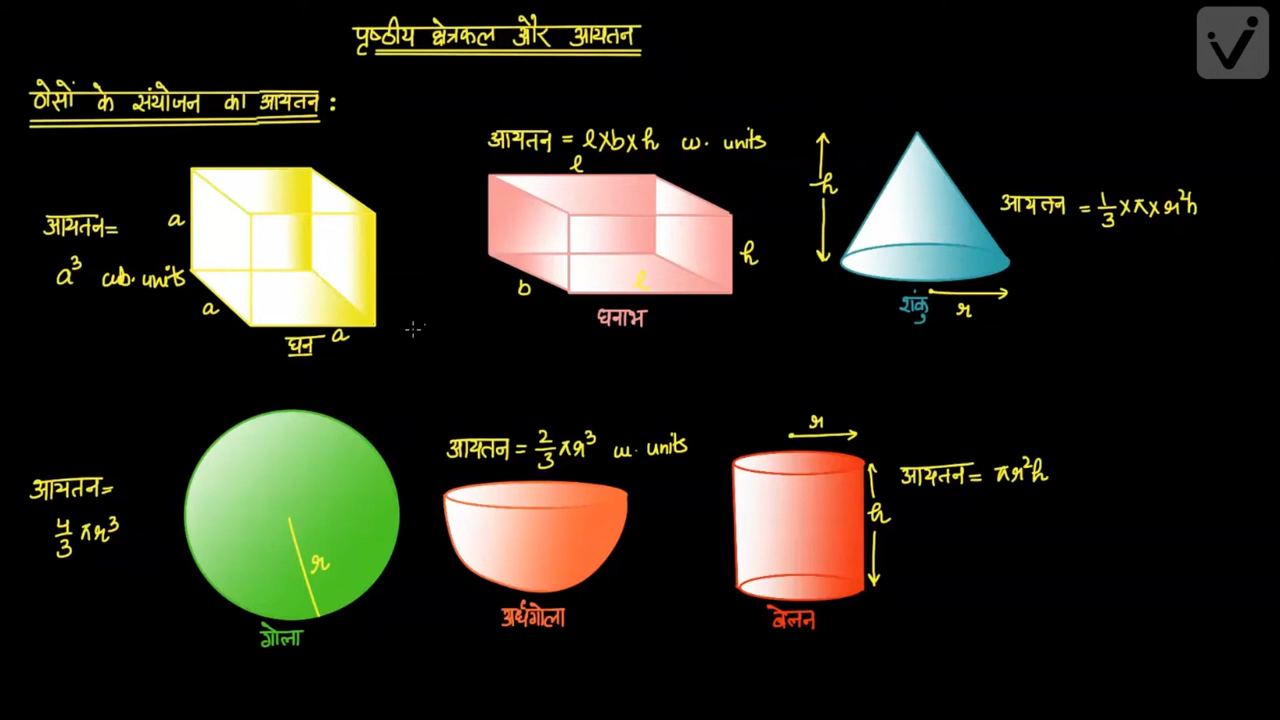 पृष्ठीय क्षेत्रफल और आयतन
ठोसों के संयोजन का आयतन :
आयतन =
a³ cub. units
a
a
a
घन
आयतन = l×b×h cu. units
l
b
l
h
घनाभ
h
आयतन = 1/3 × π × r²h
शंकु
r
आयतन =
4/3 πr³
r
गोला
आयतन = 2/3 πr³ cu. units
अर्धगोला
r
h
आयतन = πr²h
बेलन